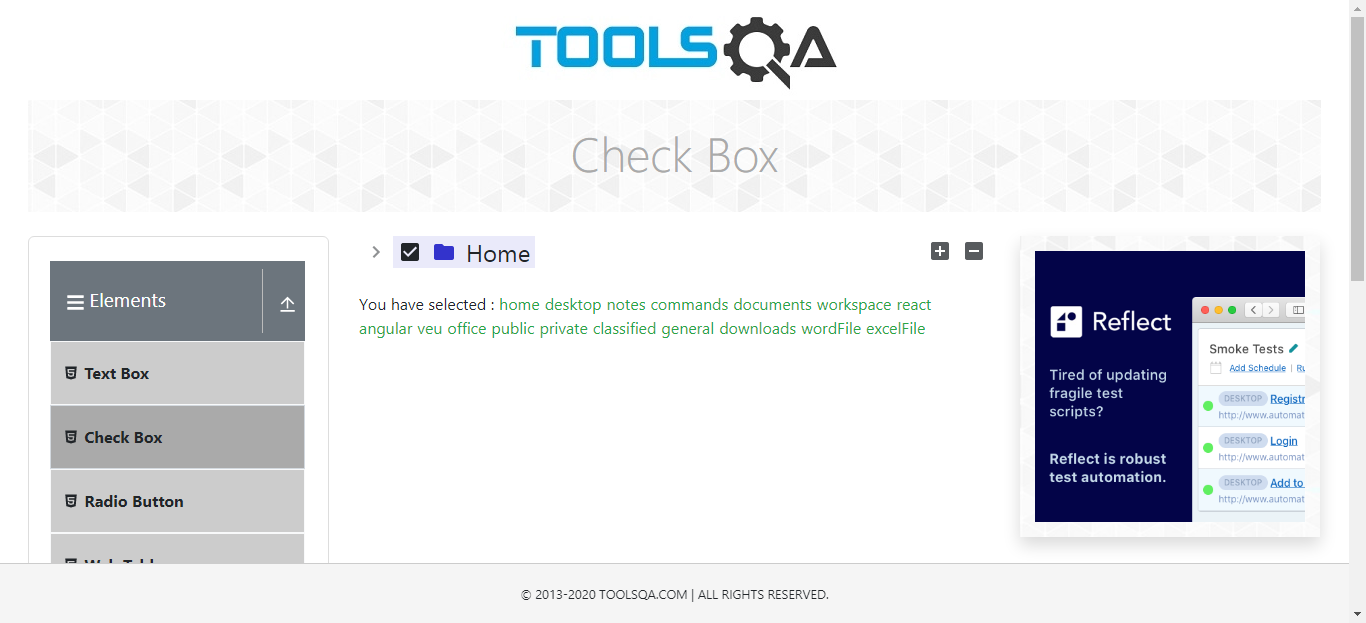 TOOLSQA
Check Box
Elements
Text Box
Check Box
Radio Button
Home
You have selected : home desktop notes commands documents workspace react
angular veu office public private classified general downloads wordFile excelFile
Reflect
Tired of updating
fragile test
scripts?
Reflect is robust
test automation.
Smoke Tests
Add Schedule | Ru
DESKTOP Registr
http://www.automat
DESKTOP Login
http://www.automat
DESKTOP Add to
http://www.automat
© 2013-2020 TOOLSQA.COM | ALL RIGHTS RESERVED.